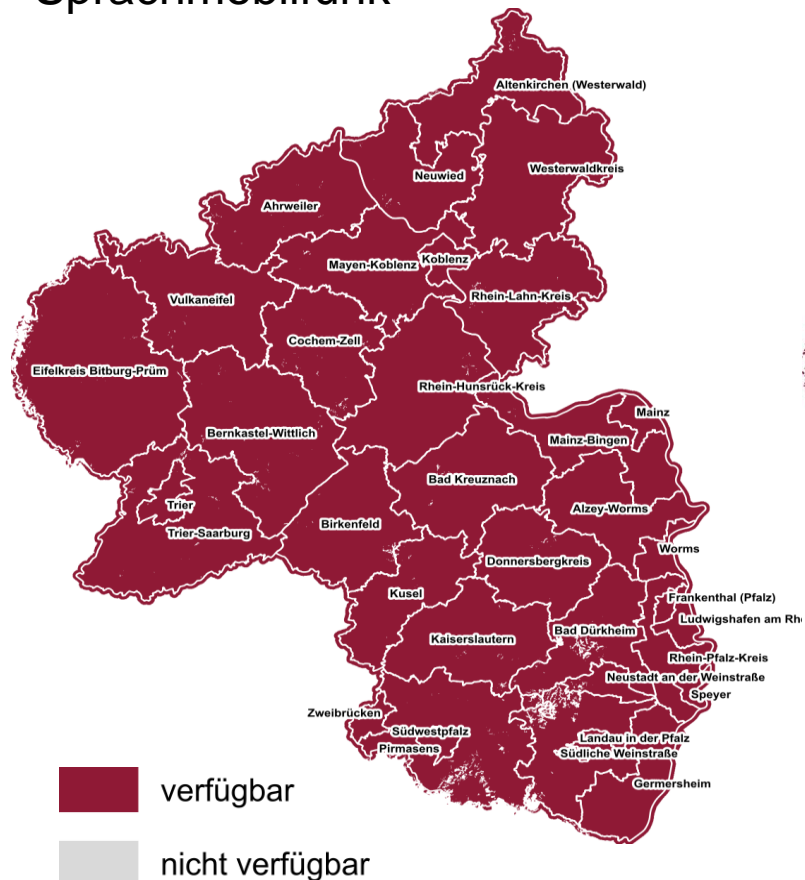 Sprachmobilfunk
Altenkirchen (Westerwald)
Westerwaldkreis
Neuwied
Ahrweiler
Koblenz
Mayen-Koblenz
Rhein-Lahn-Kreis
Vulkaneifel
Cochem-Zell
Eifelkreis Bitburg-Prüm
Rhein-Hunsrück-Kreis
Mainz
Bernkastel-Wittlich
Mainz-Bingen
Bad Kreuznach
Trier
Alzey-Worms
Birkenfeld
Trier-Saarburg
Worms
Donnersbergkreis
Kusel
Frankenthal (Pfalz)
Ludwigshafen am Rh
Bad Dürkheim
Kaiserslautern
Rhein-Pfalz-Kreis
Neustadt an der Weinstraße
Speyer
Zweibrücken
Südwestpfalz
Landau in der Pfalz
Pirmasens
Südliche Weinstraße
Germersheim
verfügbar
nicht verfügbar